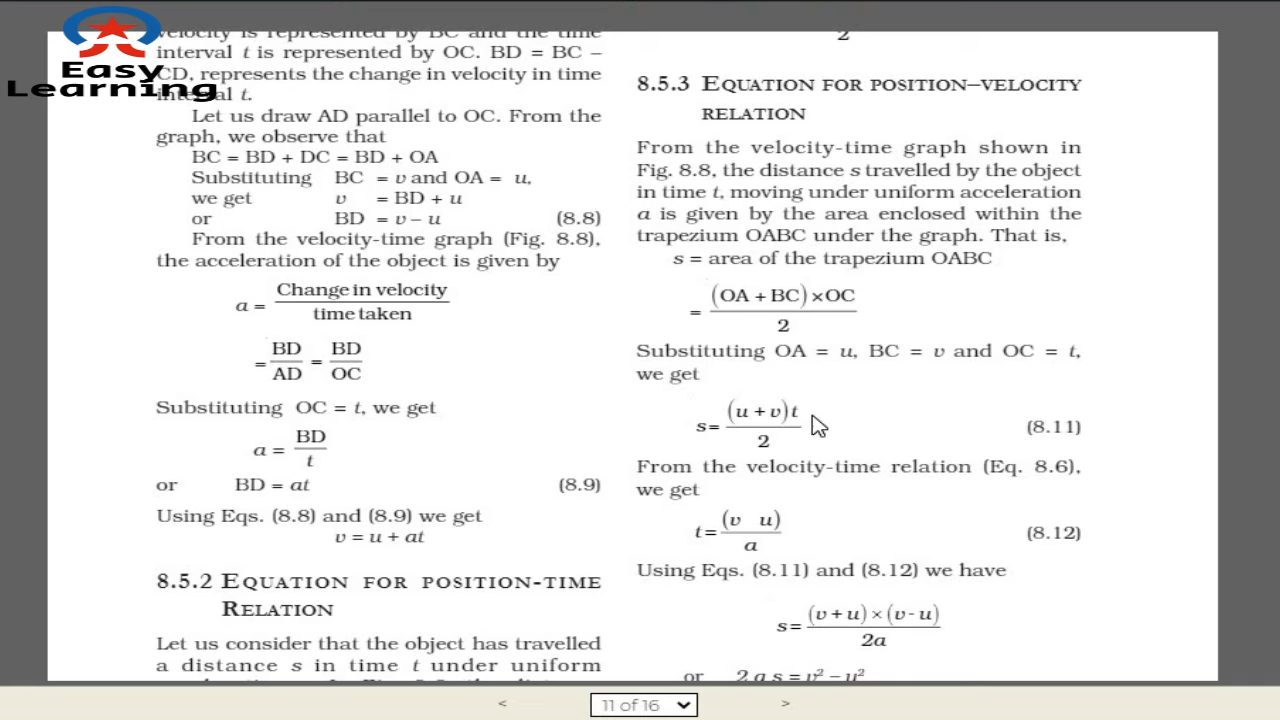 Easy
Learning
velocity is represented by BC and the time
interval t is represented by OC. BD = BC –
CD, represents the change in velocity in time
interval t.
Let us draw AD parallel to OC. From the
graph, we observe that
BC = BD + DC = BD + OA
Substituting BC = v and OA = u,
we get v = BD + u
or BD = v – u (8.8)
From the velocity-time graph (Fig. 8.8),
the acceleration of the object is given by
a = Change in velocity / time taken
= BD/AD = BD/OC
Substituting OC = t, we get
a = BD/t
or BD = at (8.9)
Using Eqs. (8.8) and (8.9) we get
v = u + at
8.5.2 EQUATION FOR POSITION-TIME
RELATION
Let us consider that the object has travelled
a distance s in time t under uniform
2
8.5.3 EQUATION FOR POSITION–VELOCITY
RELATION
From the velocity-time graph shown in
Fig. 8.8, the distance s travelled by the object
in time t, moving under uniform acceleration
a is given by the area enclosed within the
trapezium OABC under the graph. That is,
s = area of the trapezium OABC
= (OA + BC) × OC / 2
Substituting OA = u, BC = v and OC = t,
we get
s = (u + v) t / 2 (8.11)
From the velocity-time relation (Eq. 8.6),
we get
t = (v u) / a (8.12)
Using Eqs. (8.11) and (8.12) we have
s = (v + u) × (v - u) / 2a
or 2 a s = v² – u²
< 11 of 16 >